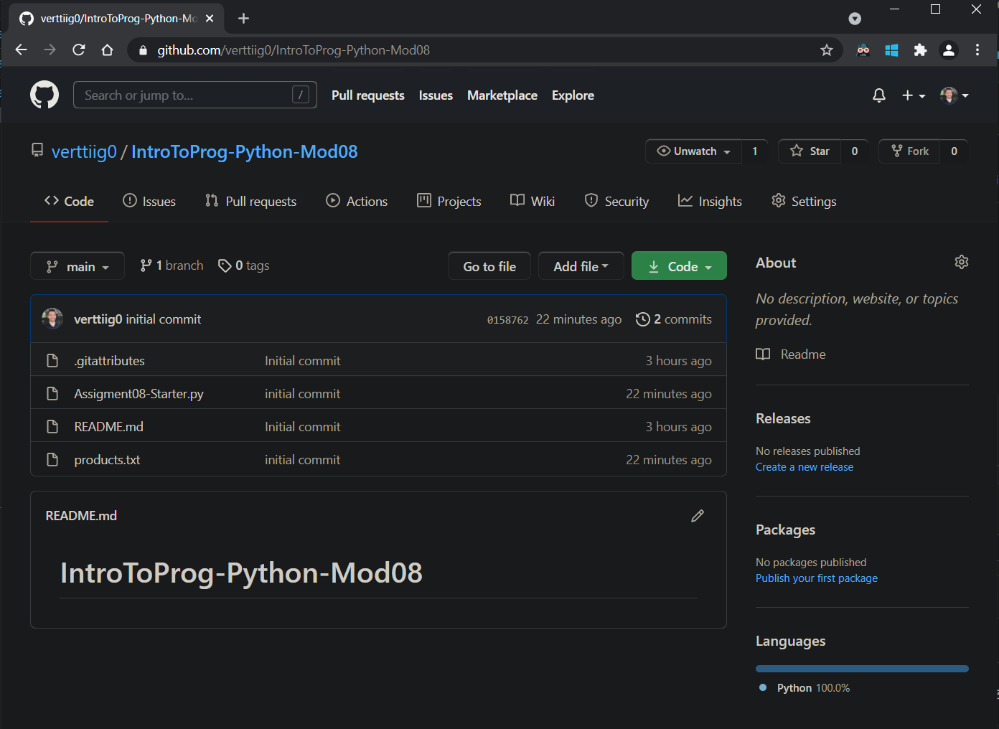 verttiig0/IntroToProg-Python-Mo
github.com/verttiig0/IntroToProg-Python-Mod08
Search or jump to... /
Pull requests Issues Marketplace Explore
verttiig0 / IntroToProg-Python-Mod08
Unwatch 1 Star 0 Fork 0
Code Issues Pull requests Actions Projects Wiki Security Insights Settings
main 1 branch 0 tags Go to file Add file Code
verttiig0 initial commit 0158762 22 minutes ago 2 commits
.gitattributes Initial commit 3 hours ago
Assigment08-Starter.py initial commit 22 minutes ago
README.md Initial commit 3 hours ago
products.txt initial commit 22 minutes ago
README.md
IntroToProg-Python-Mod08
About
No description, website, or topics
provided.
Readme
Releases
No releases published
Create a new release
Packages
No packages published
Publish your first package
Languages
Python 100.0%